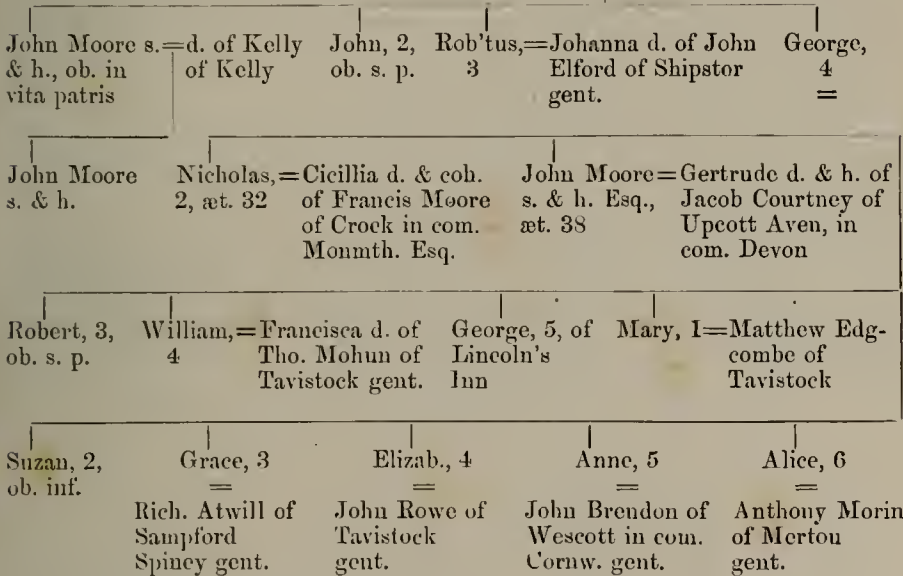 John Moore s.=d. of Kelly John, 2, Rob'tus,=Johanna d. of John George,
& h., ob. in of Kelly ob. s. p. 3 Elford of Shipstor 4
vita patris gent. =
John Moore Nicholas,=Cicillia d. & coh. John Moore=Gertrude d. & h. of
s. & h. 2, æt. 32 of Francis Moore s. & h. Esq., Jacob Courtney of
of Crock in com. æt. 38 Upcott Aven, in
Monmth. Esq. com. Devon
Robert, 3, William,=Francisca d. of George, 5, of Mary, 1=Matthew Edg-
ob. s. p. 4 Tho. Mohun of Lincoln's combe of
Tavistock gent. Inn Tavistock
Suzan, 2, Grace, 3 Elizab., 4 Anne, 5 Alice, 6
ob. inf. = = = =
Rich. Atwill of John Rowe of John Brendon of Anthony Morin
Sampford Tavistock Wescott in com. of Mertou
Spiney gent. gent. Cornw. gent. gent.